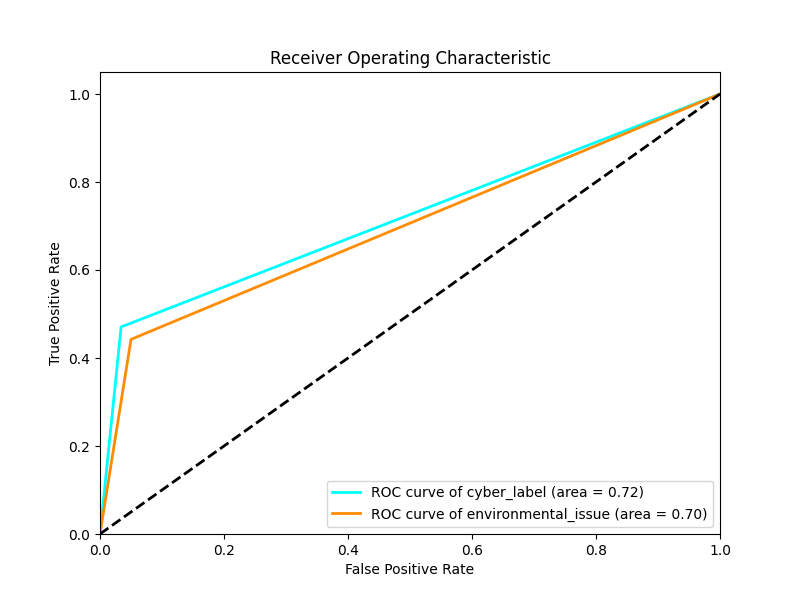 Receiver Operating Characteristic
True Positive Rate
1.0
0.8
0.6
0.4
0.2
0.0
ROC curve of cyber_label (area = 0.72)
ROC curve of environmental_issue (area = 0.70)
0.0 0.2 0.4 0.6 0.8 1.0
False Positive Rate